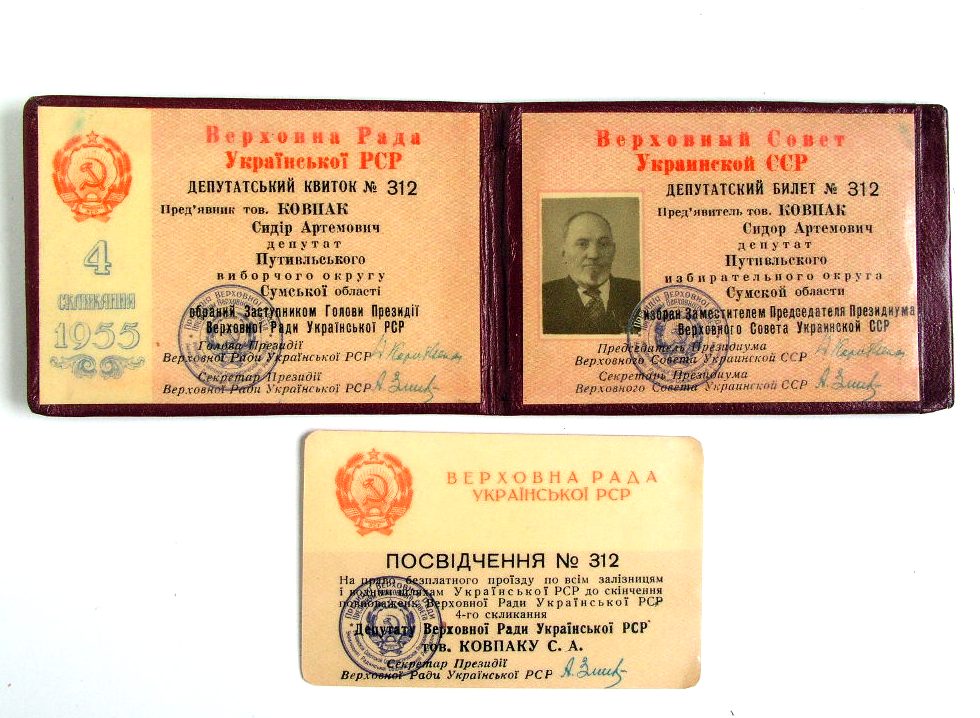 Верховна Рада
Української РСР
ДЕПУТАТСЬКИЙ КВИТОК № 312
Пред'явник тов. КОВПАК
Сидір Артемович
депутат
Путивльського
виборчого округу
Сумської області
обраний Заступником Голови Президії
Верховної Ради Української РСР
Голова Президії
Верховної Ради Української РСР
Секретар Президії
Верховної Ради Української РСР
4
скликання
1955
Верховный Совет
Украинской ССР
ДЕПУТАТСКИЙ БИЛЕТ № 312
Пред'явитель тов. КОВПАК
Сидор Артемович
депутат
Путивльского
избирательного округа
Сумской области
избран Заместителем Председателя Президиума
Верховного Совета Украинской ССР
Председатель Президиума
Верховного Совета Украинской ССР
Секретарь Президиума
Верховного Совета Украинской ССР
ВЕРХОВНА РАДА
УКРАЇНСЬКОЇ РСР
ПОСВІДЧЕННЯ № 312
На право безплатного проїзду по всім залізницям
і водним шляхам Української РСР до скінчення
повноважень Верховної Ради Української РСР
4-го скликання
Депутату Верховної Ради Української РСР
тов. КОВПАКУ С. А.
Секретар Президії
Верховної Ради Української РСР